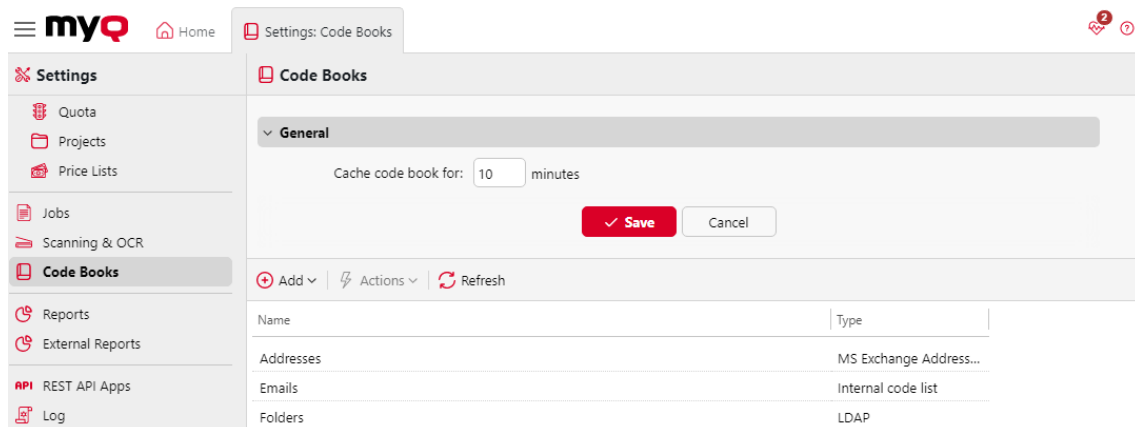 myQ
Home
Settings: Code Books
2
?
Settings
Code Books
Quota
General
Projects
Price Lists
Cache code book for: 10 minutes
Jobs
Save
Cancel
Scanning & OCR
Code Books
Add
Actions
Refresh
Reports
Name
Type
External Reports
Addresses
MS Exchange Address...
API REST API Apps
Emails
Internal code list
Log
Folders
LDAP